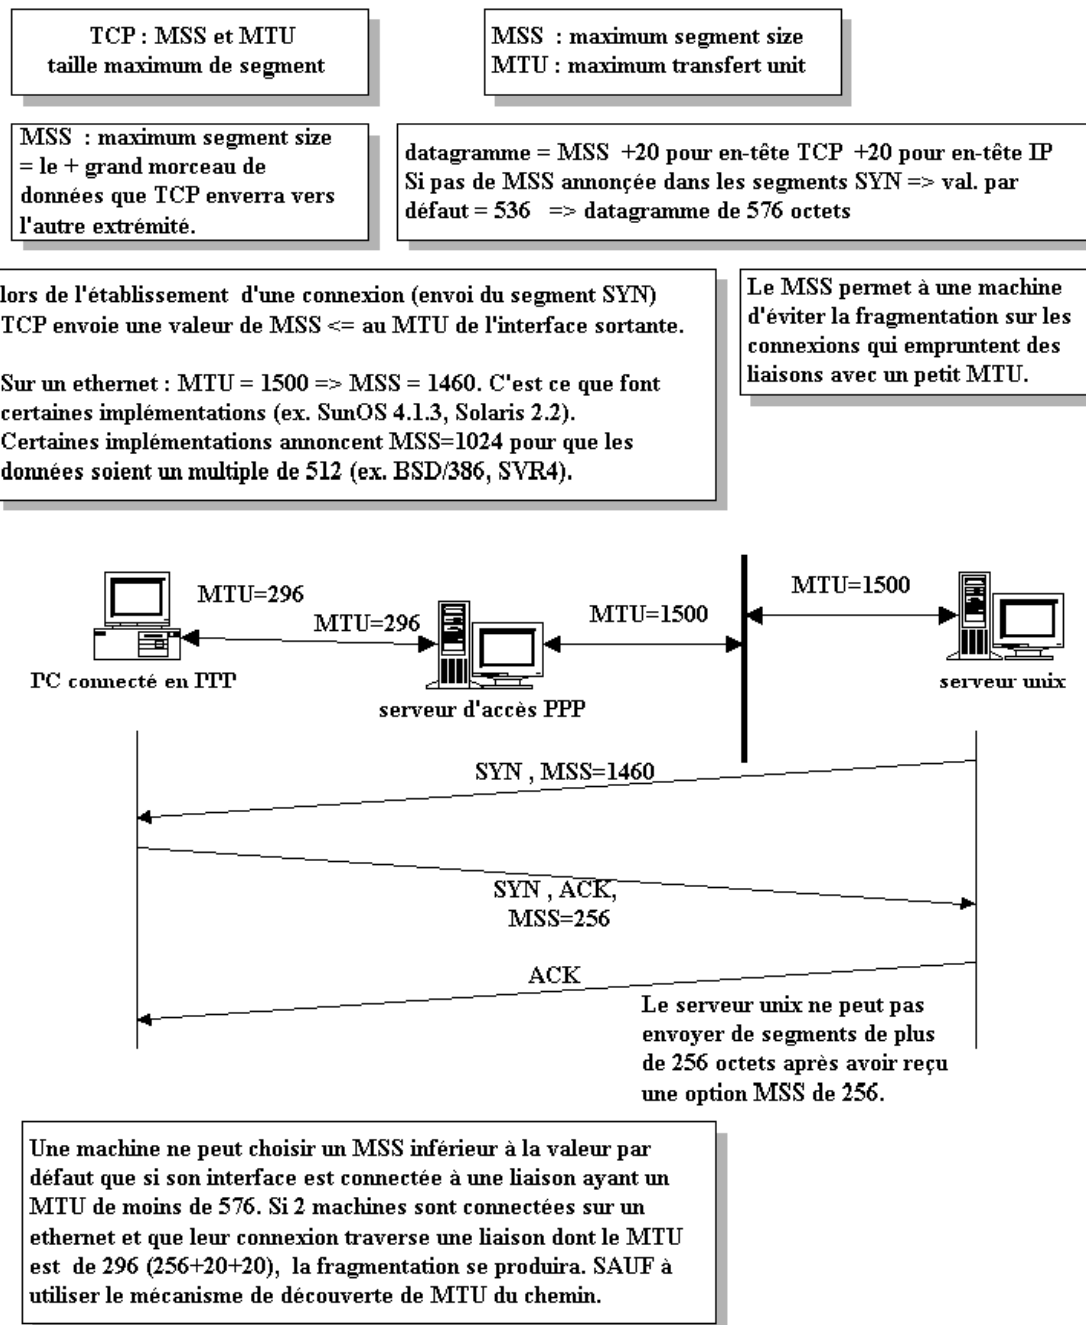 TCP : MSS et MTU
taille maximum de segment
MSS : maximum segment size
MTU : maximum transfert unit
MSS : maximum segment size
= le + grand morceau de
données que TCP enverra vers
l'autre extrémité.
datagramme = MSS +20 pour en-tête TCP +20 pour en-tête IP
Si pas de MSS annonçée dans les segments SYN => val. par
défaut = 536 => datagramme de 576 octets
lors de l'établissement d'une connexion (envoi du segment SYN)
TCP envoie une valeur de MSS <= au MTU de l'interface sortante.
Sur un ethernet : MTU = 1500 => MSS = 1460. C'est ce que font
certaines implémentations (ex. SunOS 4.1.3, Solaris 2.2).
Certaines implémentations annoncent MSS=1024 pour que les
données soient un multiple de 512 (ex. BSD/386, SVR4).
Le MSS permet à une machine
d'éviter la fragmentation sur les
connexions qui empruntent des
liaisons avec un petit MTU.
MTU=296
MTU=296
MTU=1500
MTU=1500
PC connecté en PPP
serveur d'accès PPP
serveur unix
SYN , MSS=1460
SYN , ACK,
MSS=256
ACK
Le serveur unix ne peut pas
envoyer de segments de plus
de 256 octets après avoir reçu
une option MSS de 256.
Une machine ne peut choisir un MSS inférieur à la valeur par
défaut que si son interface est connectée à une liaison ayant un
MTU de moins de 576. Si 2 machines sont connectées sur un
ethernet et que leur connexion traverse une liaison dont le MTU
est de 296 (256+20+20), la fragmentation se produira. SAUF à
utiliser le mécanisme de découverte de MTU du chemin.